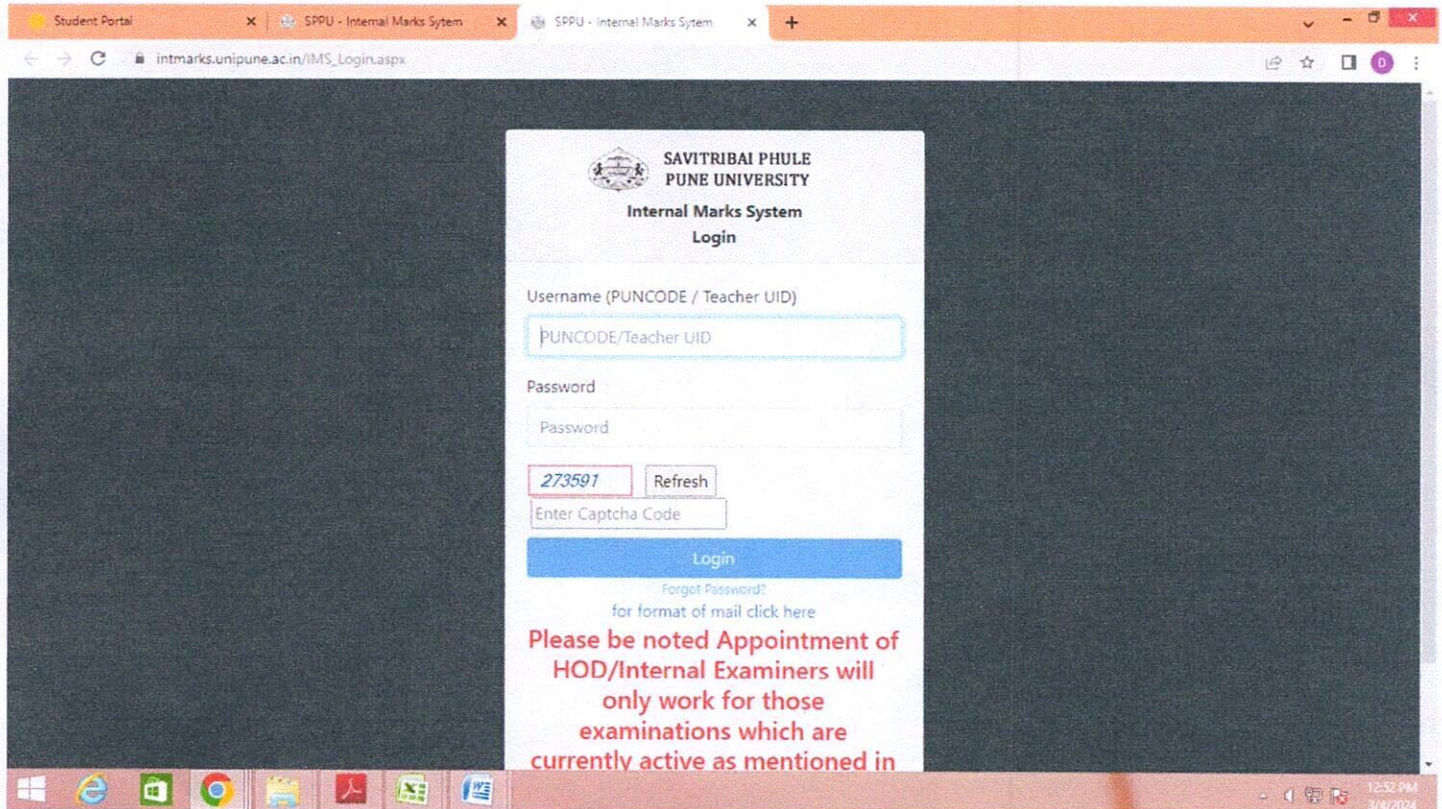 Student Portal
SPPU - Internal Marks Sytem
SPPU - Internal Marks Sytem
intmarks.unipune.ac.in/IMS_Login.aspx
D
SAVITRIBAI PHULE
PUNE UNIVERSITY
Internal Marks System
Login
Username (PUNCODE / Teacher UID)
PUNCODE/Teacher UID
Password
Password
273591
Refresh
Enter Captcha Code
Login
Forgot Password?
for format of mail click here
Please be noted Appointment of
HOD/Internal Examiners will
only work for those
examinations which are
currently active as mentioned in
12:52 PM
3/4/2024